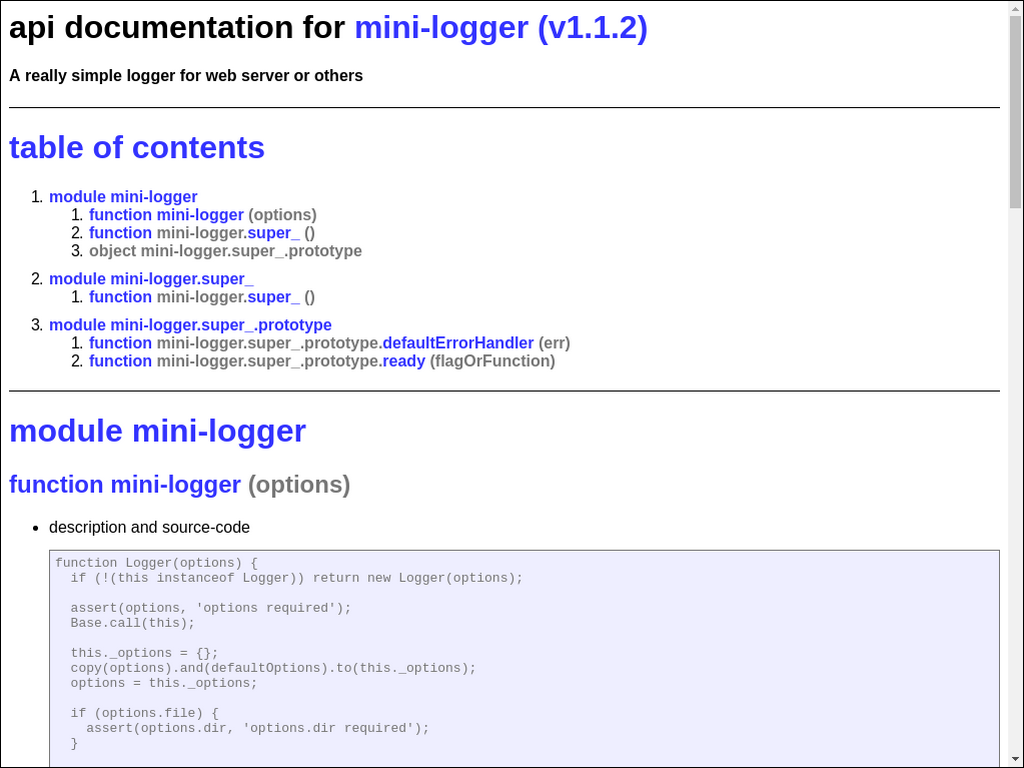 api documentation for mini-logger (v1.1.2)
A really simple logger for web server or others
table of contents
1. module mini-logger
1. function mini-logger (options)
2. function mini-logger.super_ ()
3. object mini-logger.super_.prototype
2. module mini-logger.super_
1. function mini-logger.super_ ()
3. module mini-logger.super_.prototype
1. function mini-logger.super_.prototype.defaultErrorHandler (err)
2. function mini-logger.super_.prototype.ready (flagOrFunction)
module mini-logger
function mini-logger (options)
• description and source-code
function Logger(options) {
  if (!(this instanceof Logger)) return new Logger(options);
  assert(options, 'options required');
  Base.call(this);
  this._options = {};
  copy(options).and(defaultOptions).to(this._options);
  options = this._options;
  if (options.file) {
    assert(options.dir, 'options.dir required');
  }